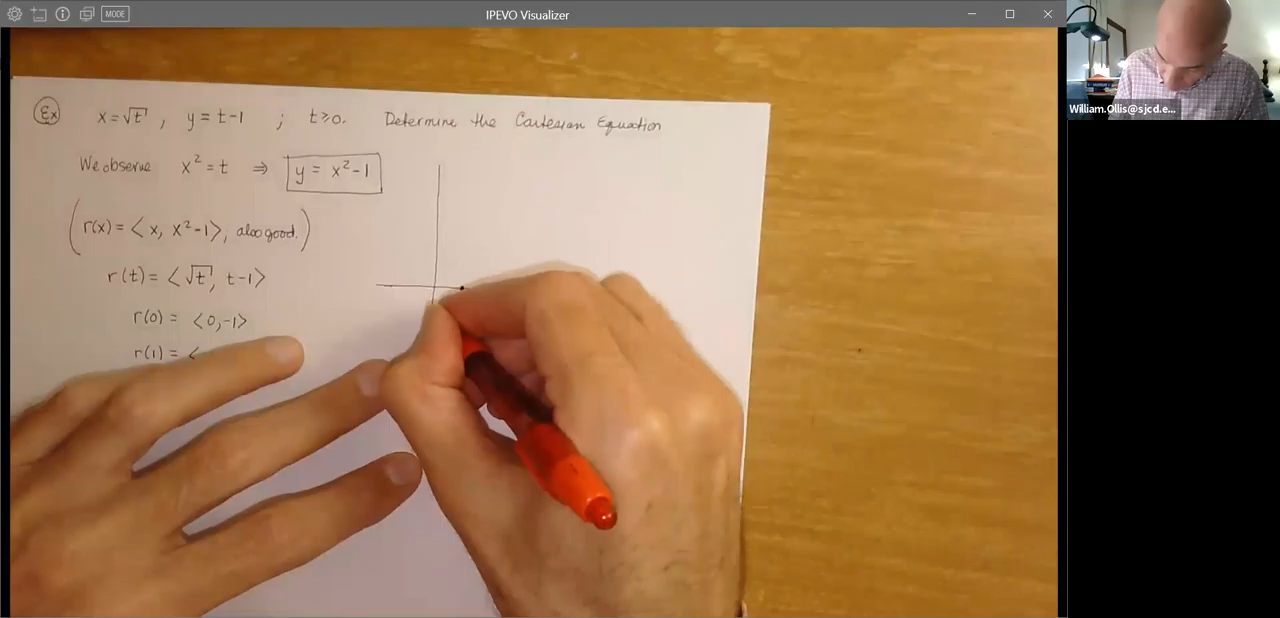 MODE
IPEVO Visualizer
William.Ollis@sjcd.e...
Ex x = √t , y = t-1 ; t ≥ 0. Determine the Cartesian Equation
We observe x² = t ⇒ y = x²-1
(r(x) = <x, x²-1>, also good.)
r(t) = <√t, t-1>
r(0) = <0,-1>
r(1) = <